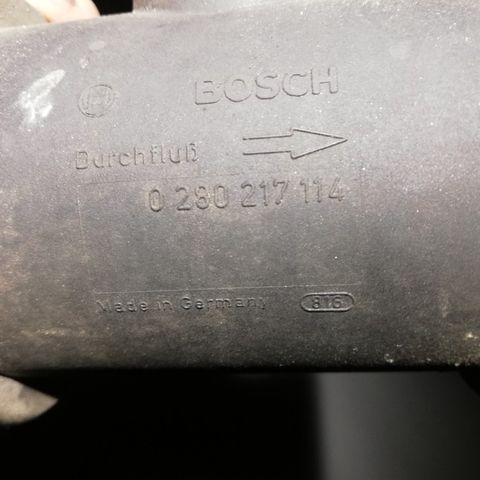 BOSCH
Durchfluß
0 280 217 114
Made in Germany 816